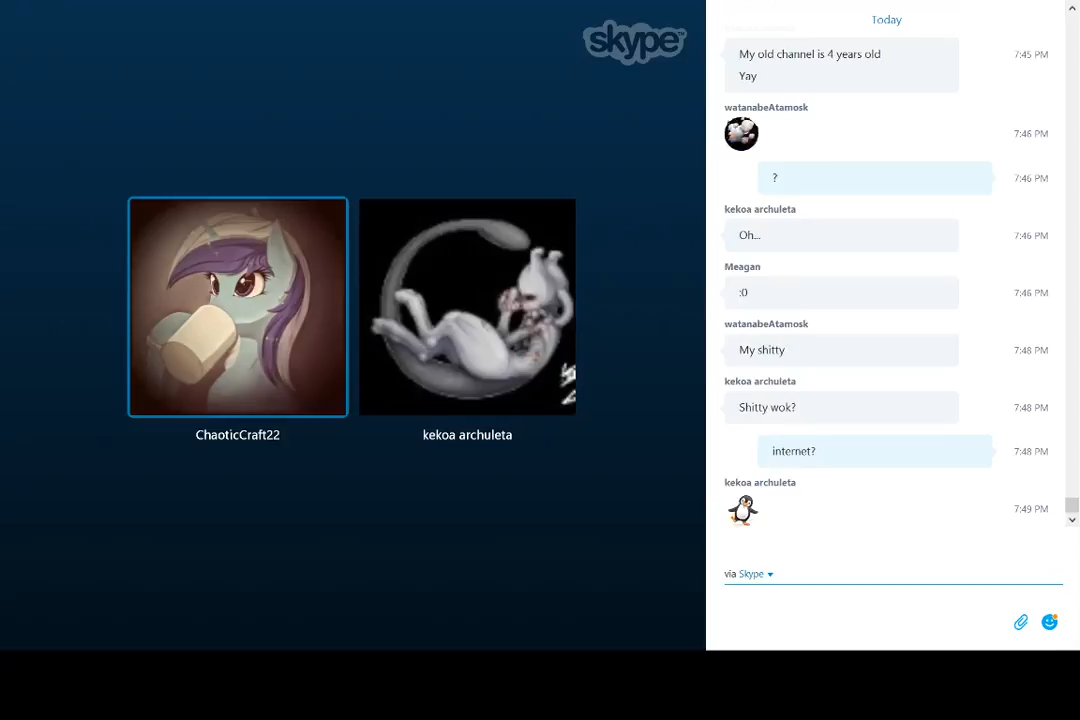 skype
ChaoticCraft22
kekoa archuleta
Today
My old channel is 4 years old
Yay
7:45 PM
watanabeAtamosk
7:46 PM
?
7:46 PM
kekoa archuleta
Oh...
7:46 PM
Meagan
:0
7:46 PM
watanabeAtamosk
My shitty
7:48 PM
kekoa archuleta
Shitty wok?
7:48 PM
internet?
7:48 PM
kekoa archuleta
7:49 PM
via Skype